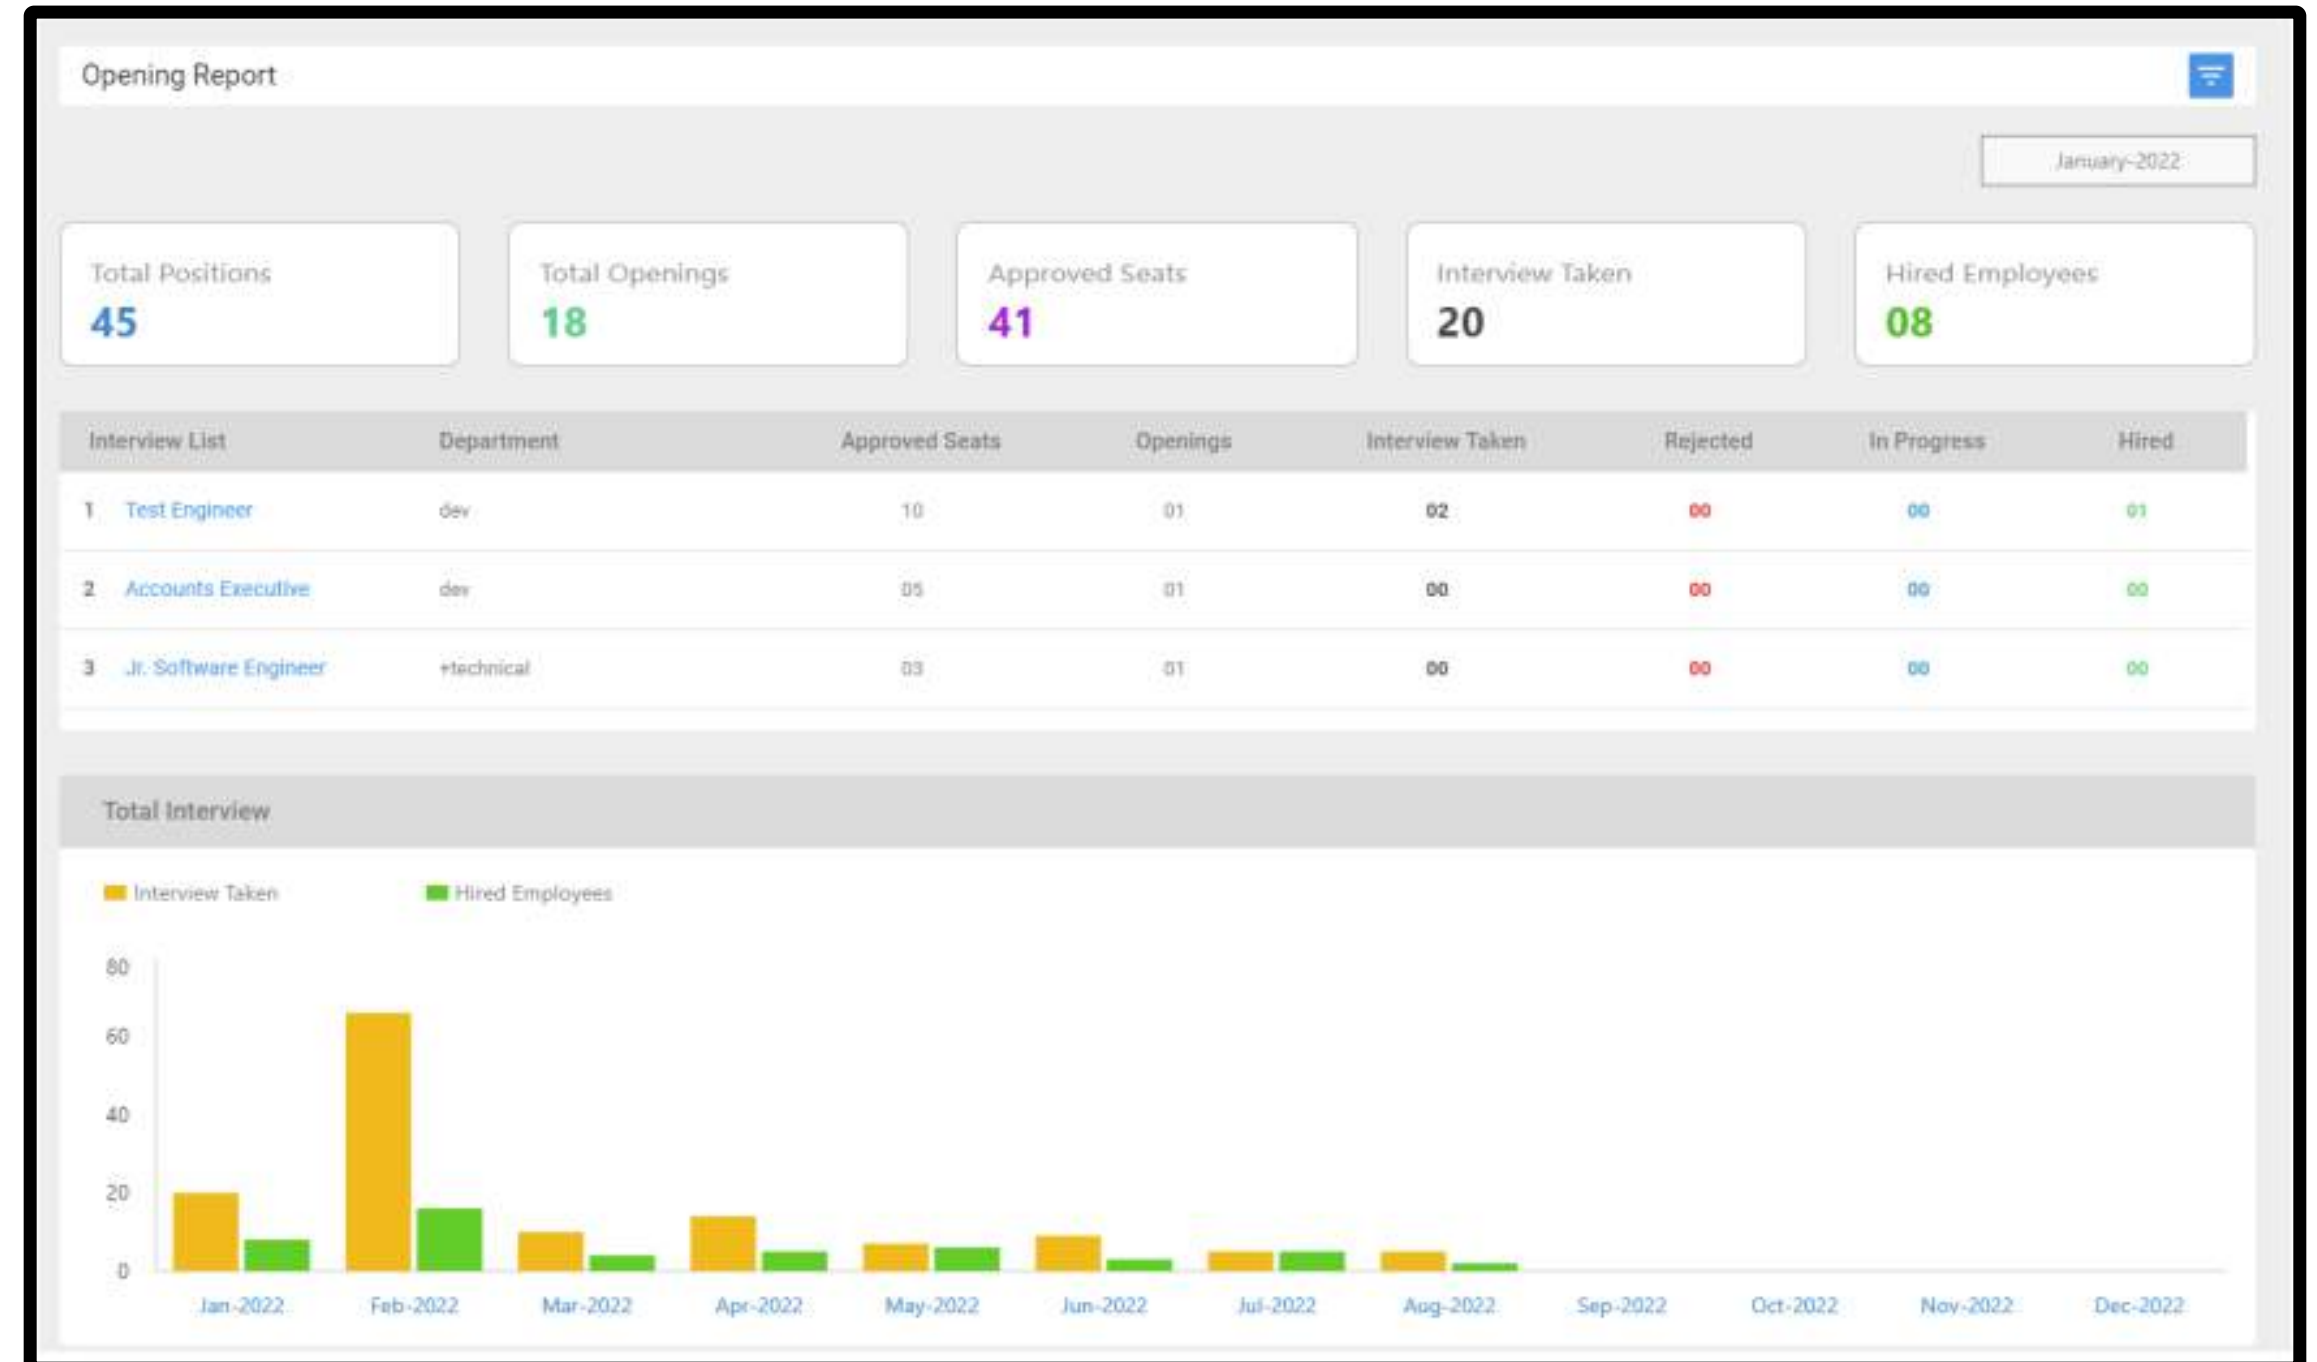 Opening Report
January-2022
Total Positions
45
Total Openings
18
Approved Seats
41
Interview Taken
20
Hired Employees
08
Interview List Department Approved Seats Openings Interview Taken Rejected In Progress Hired
1 Test Engineer dev 10 01 02 00 00 01
2 Accounts Executive dev 05 01 00 00 00 00
3 Jr. Software Engineer +technical 03 01 00 00 00 00
Total Interview
Interview Taken Hired Employees
80
60
40
20
0
Jan-2022 Feb-2022 Mar-2022 Apr-2022 May-2022 Jun-2022 Jul-2022 Aug-2022 Sep-2022 Oct-2022 Nov-2022 Dec-2022